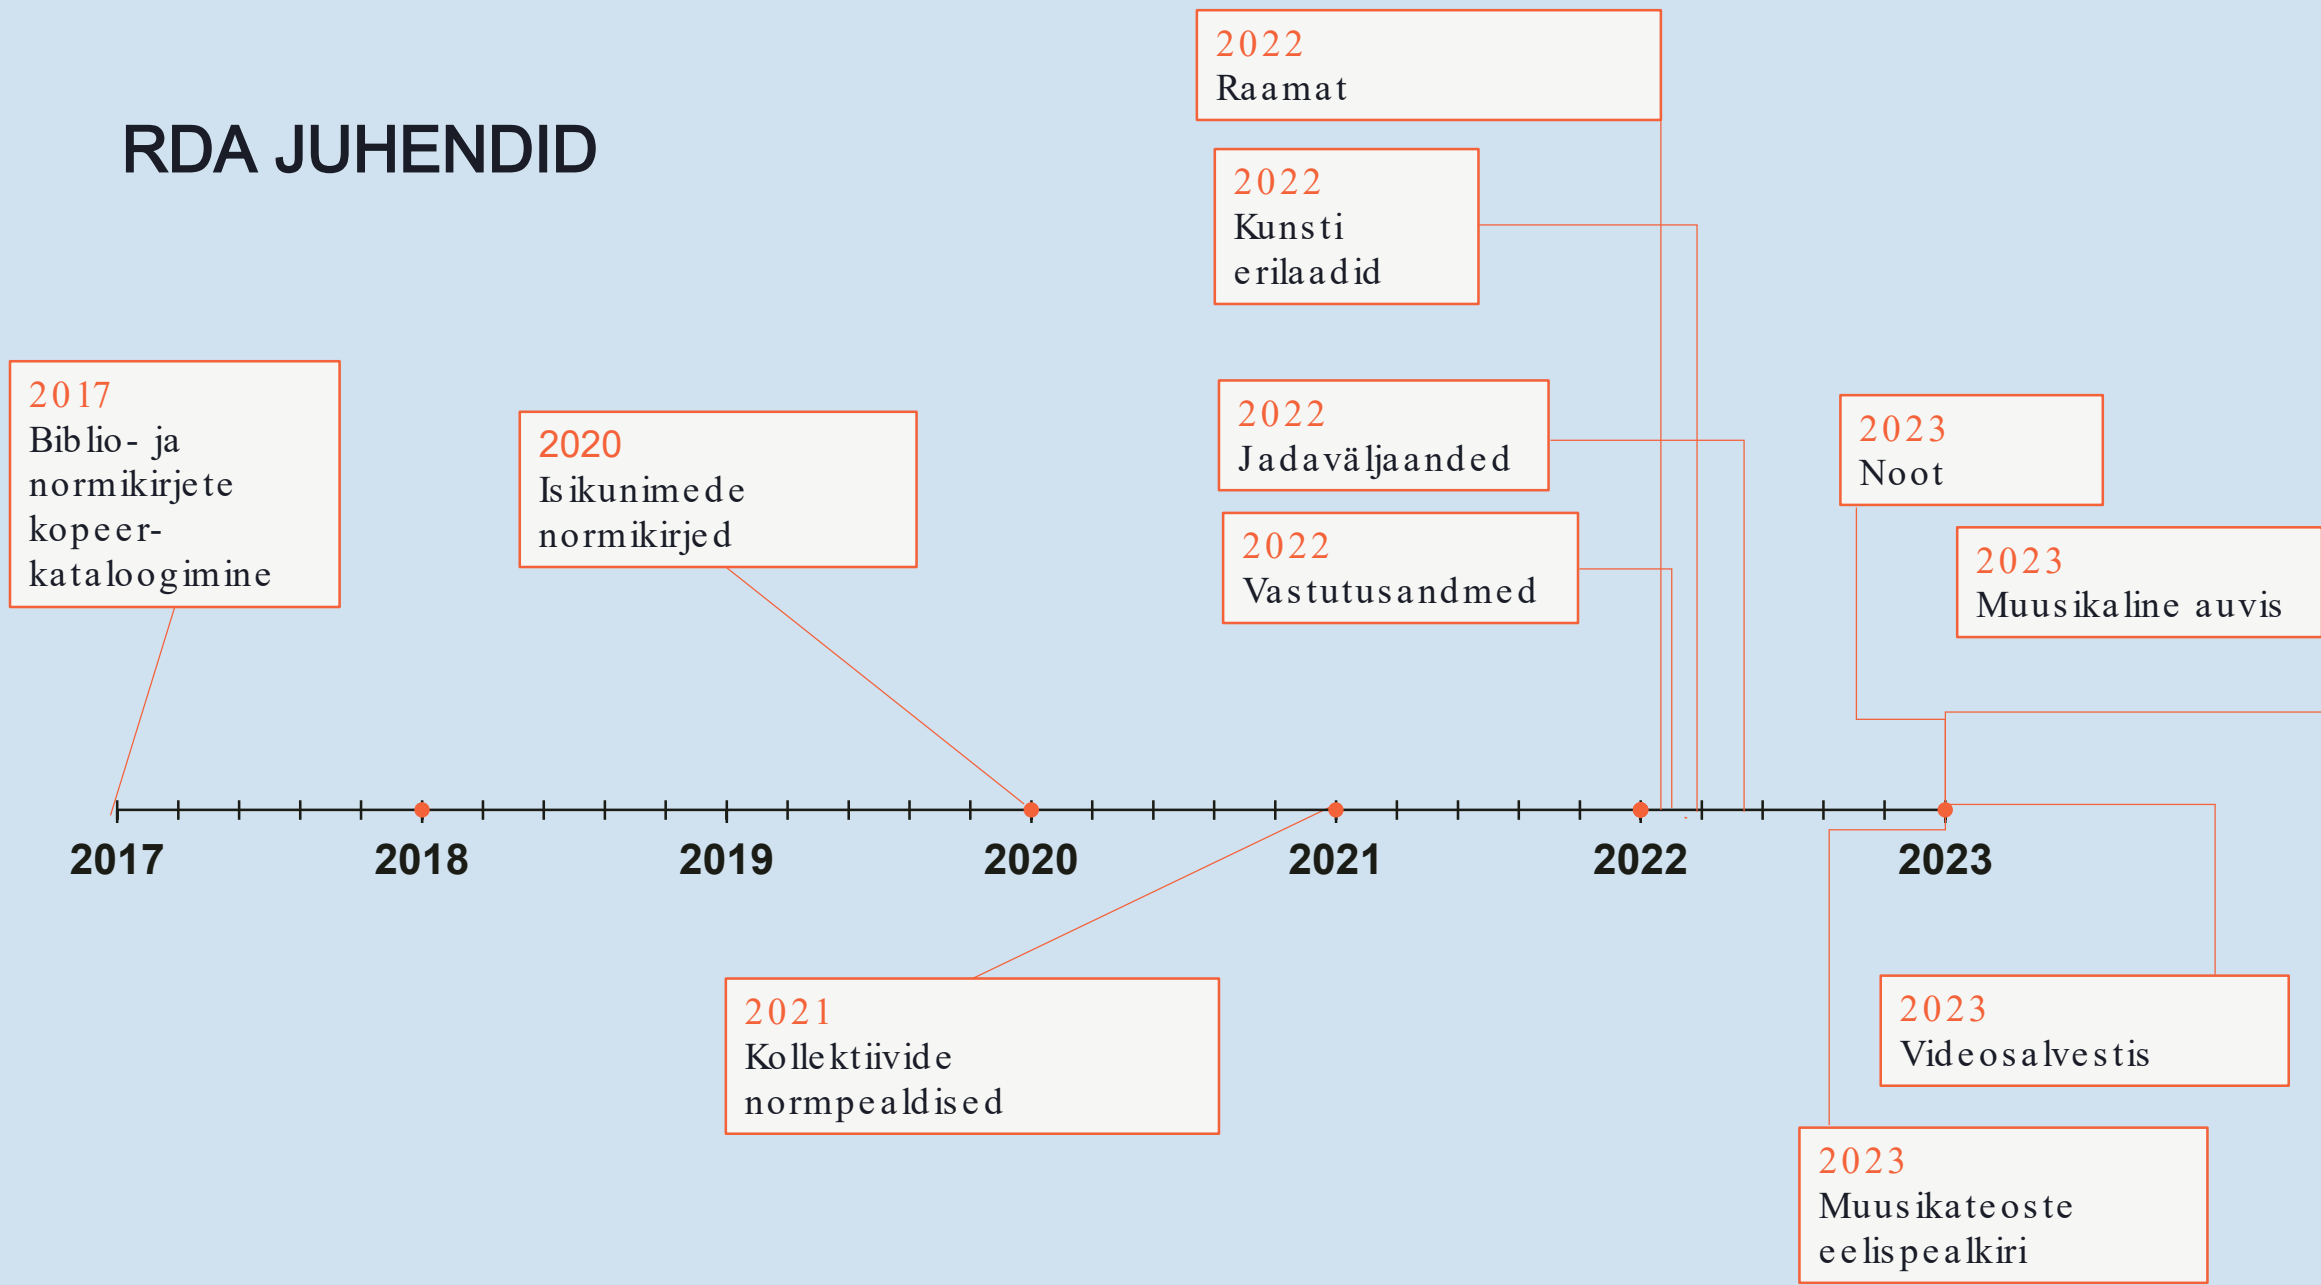 RDA JUHENDID
2017
Biblio- ja
normikirjete
kopeer-
kataloogimine
2020
Isikunimede
normikirjed
2022
Raamat
2022
Kunsti
erilaadid
2022
Jadaväljaanded
2022
Vastutusandmed
2023
Noot
2023
Muusikaline auvis
2017 2018 2019 2020 2021 2022 2023
2021
Kollektiivide
normpealdised
2023
Videosalvestis
2023
Muusikateoste
eelispealkiri